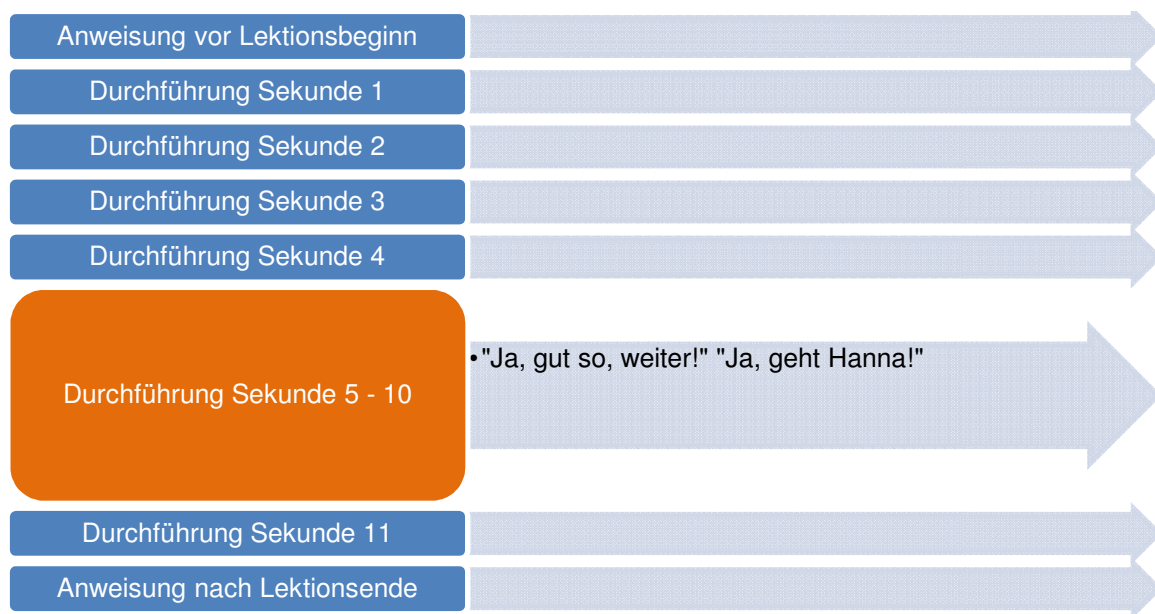 Anweisung vor Lektionsbeginn
Durchführung Sekunde 1
Durchführung Sekunde 2
Durchführung Sekunde 3
Durchführung Sekunde 4
Durchführung Sekunde 5 - 10
•"Ja, gut so, weiter!" "Ja, geht Hanna!"
Durchführung Sekunde 11
Anweisung nach Lektionsende